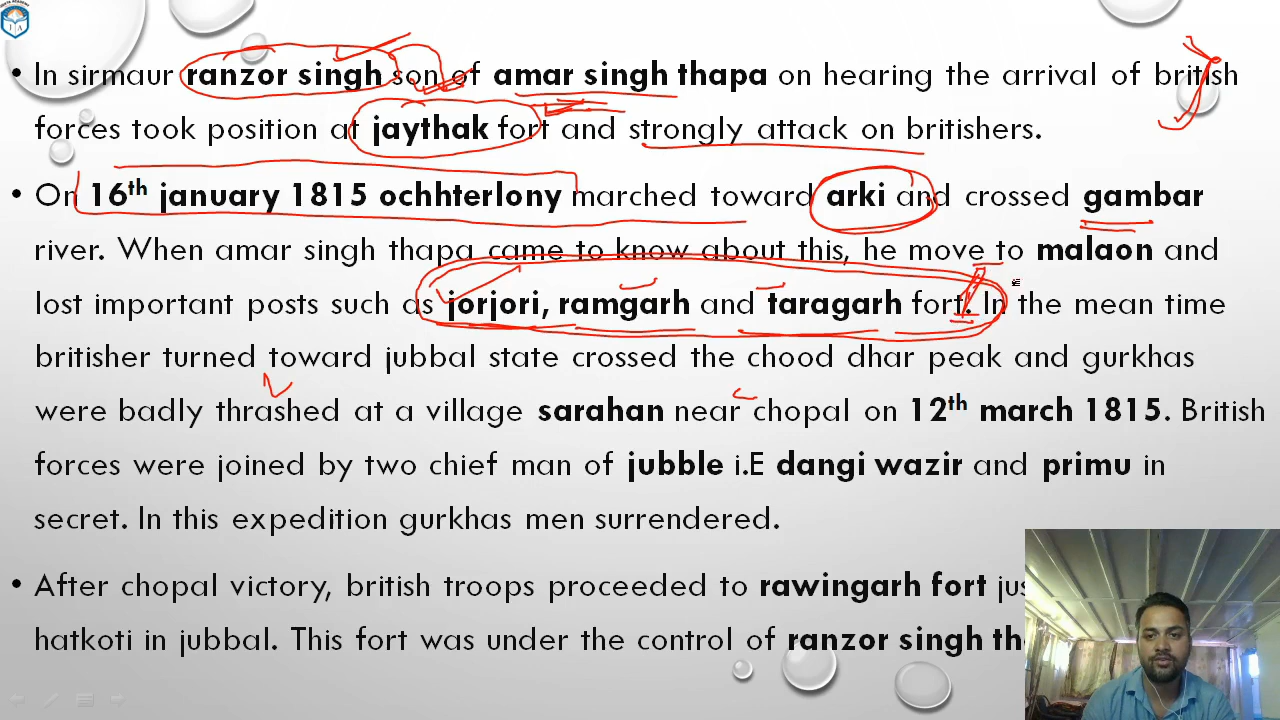 • In sirmaur ranzor singh son of amar singh thapa on hearing the arrival of british
forces took position at jaythak fort and strongly attack on britishers.
• On 16th january 1815 ochhterlony marched toward arki and crossed gambar
river. When amar singh thapa came to know about this, he move to malaon and
lost important posts such as jorjori, ramgarh and taragarh fort. In the mean time
britisher turned toward jubbal state crossed the chood dhar peak and gurkhas
were badly thrashed at a village sarahan near chopal on 12th march 1815. British
forces were joined by two chief man of jubble i.E dangi wazir and primu in
secret. In this expedition gurkhas men surrendered.
• After chopal victory, british troops proceeded to rawingarh fort
hatkoti in jubbal. This fort was under the control of ranzor singh